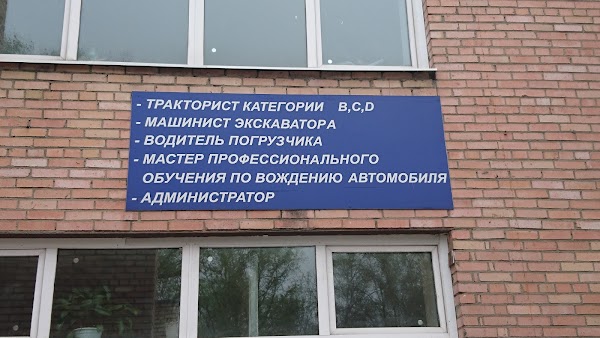 - ТРАКТОРИСТ КАТЕГОРИИ B,C,D
- МАШИНИСТ ЭКСКАВАТОРА
- ВОДИТЕЛЬ ПОГРУЗЧИКА
- МАСТЕР ПРОФЕССИОНАЛЬНОГО
ОБУЧЕНИЯ ПО ВОЖДЕНИЮ АВТОМОБИЛЯ
- АДМИНИСТРАТОР